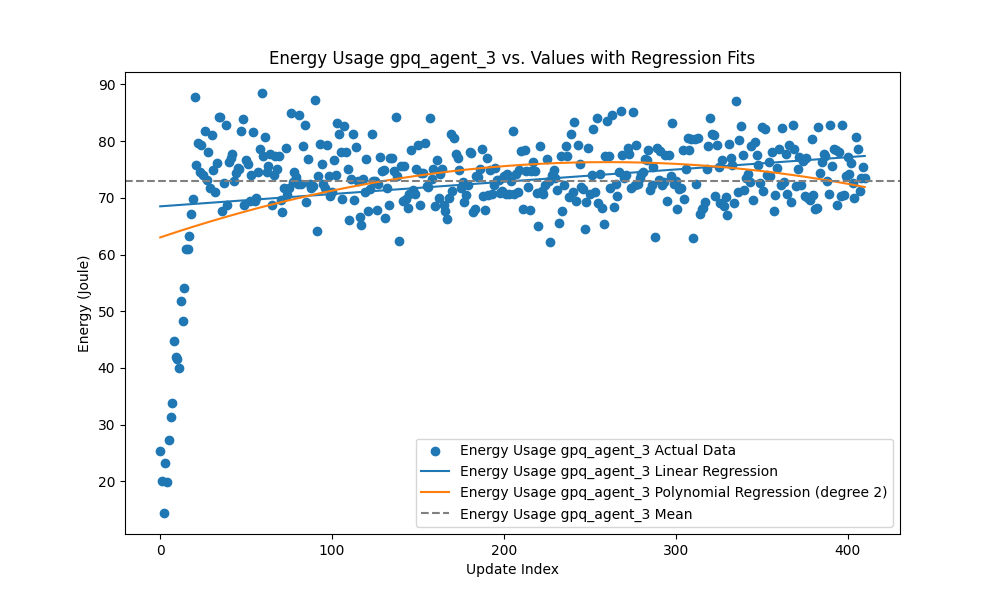 Energy Usage gpq_agent_3 vs. Values with Regression Fits
90
80
70
60
50
40
30
20
Energy (Joule)
Energy Usage gpq_agent_3 Actual Data
Energy Usage gpq_agent_3 Linear Regression
Energy Usage gpq_agent_3 Polynomial Regression (degree 2)
Energy Usage gpq_agent_3 Mean
0 100 200 300 400
Update Index